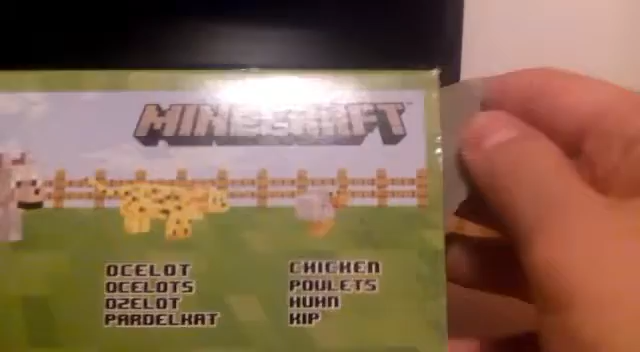 MINECRAFT
OCELOT
OCELOTS
OZELOT
PARDELKAT
CHICKEN
POULETS
HUHN
KIP